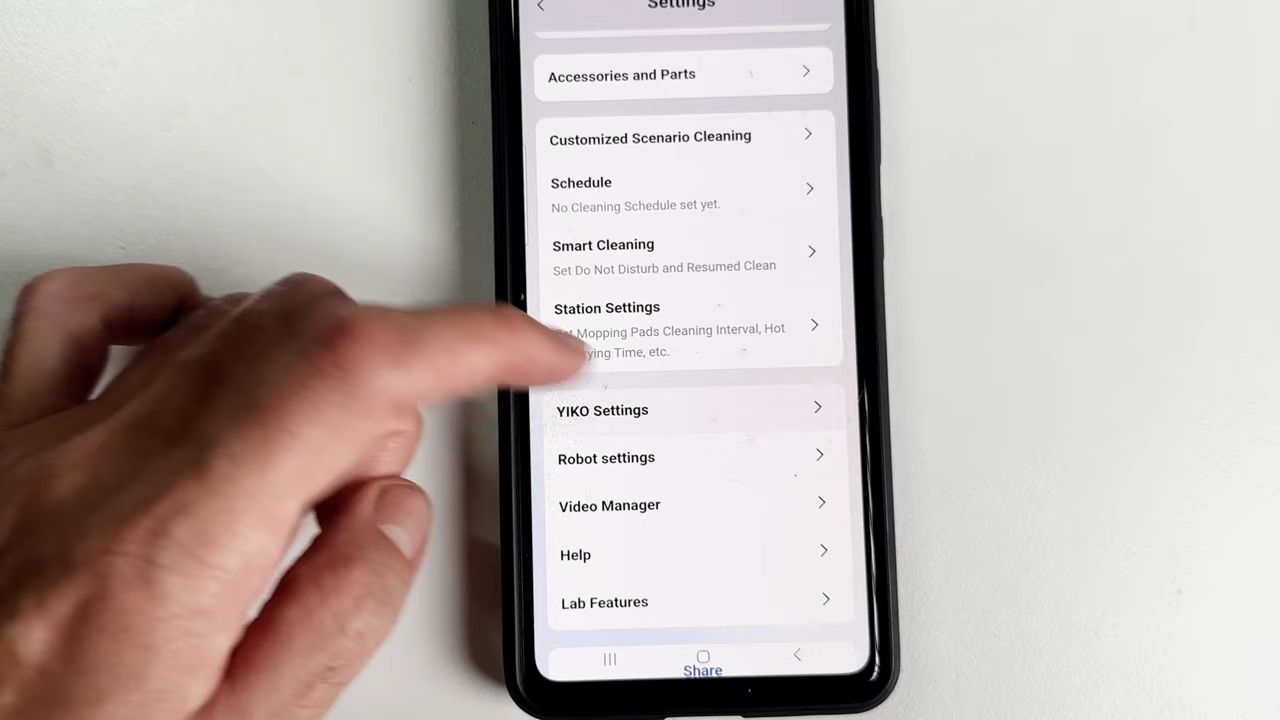 Settings
Accessories and Parts
Customized Scenario Cleaning
Schedule
No Cleaning Schedule set yet.
Smart Cleaning
Set Do Not Disturb and Resumed Clean
Station Settings
Mopping Pads Cleaning Interval, Hot
Time, etc.
YIKO Settings
Robot settings
Video Manager
Help
Lab Features
Share